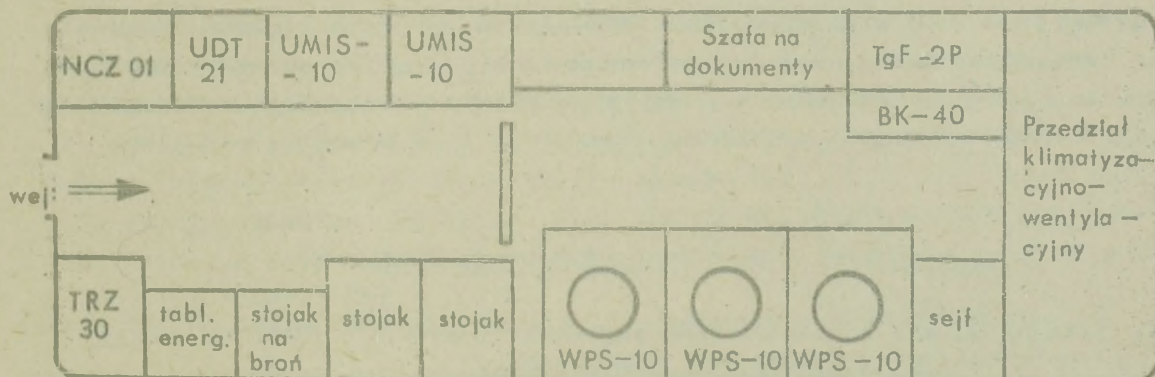 NCZ 01
UDT
21
UMIS-
-10
UMIŚ
-10
Szafa na
dokumenty
TgF-2P
BK-40
Przedział
klimatyza-
cyjno-
wentyla-
cyjny
wej.
TRZ
30
tabl.
energ.
stojak
na
broń
stojak
stojak
WPS-10
WPS-10
WPS-10
sejf